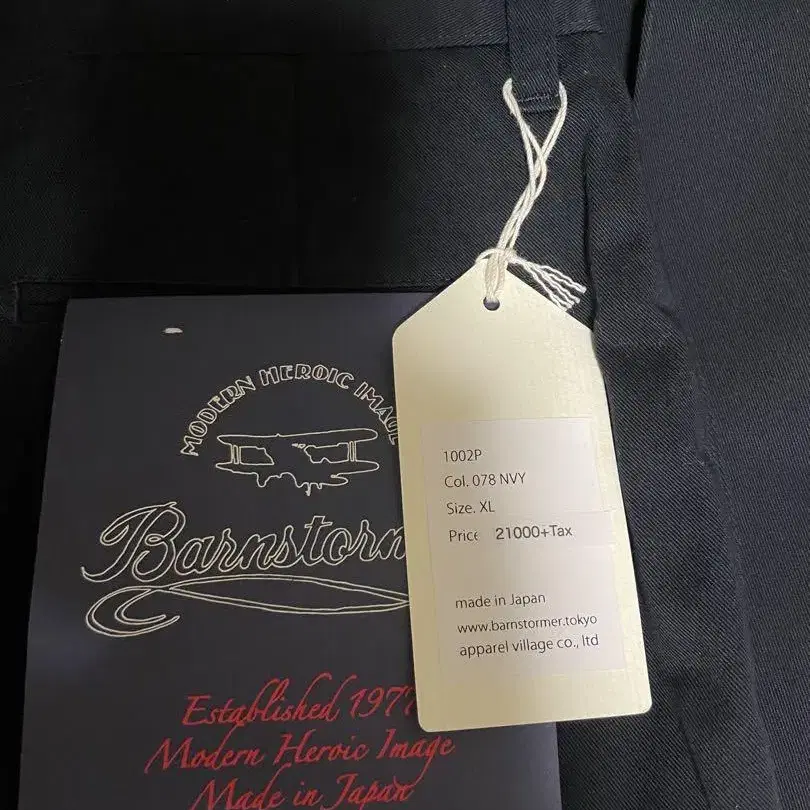 MODERN HEROIC IMAGE
Barnstorm
Established 1977
Modern Heroic Image
Made in Japan
1002P
Col. 078 NVY
Size. XL
Price 21000+Tax
made in Japan
www.barnstormer.tokyo
apparel village co., ltd